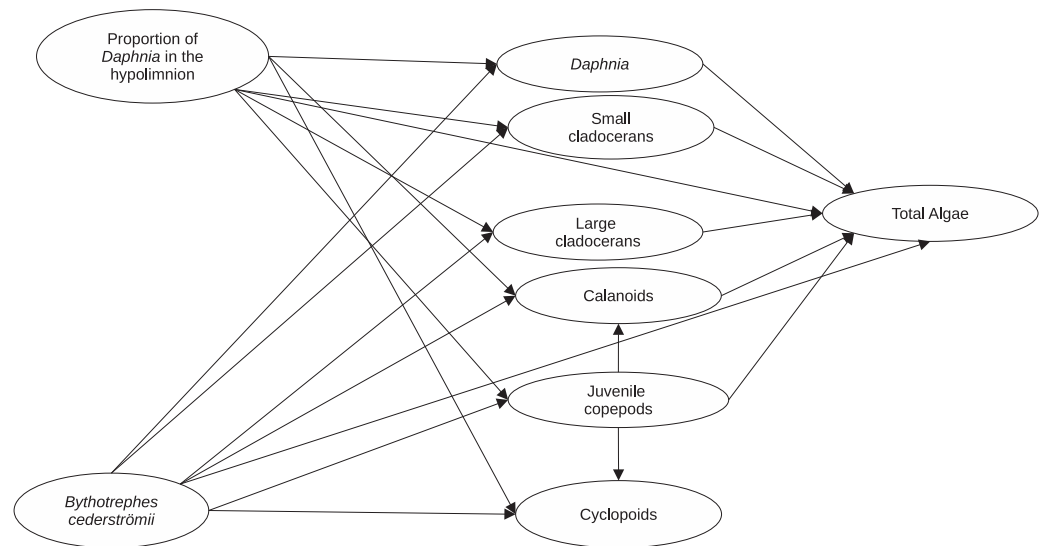 Proportion of
Daphnia in the
hypolimnion
Daphnia
Small
cladocerans
Total Algae
Large
cladocerans
Calanoids
Juvenile
copepods
Bythotrephes
cederströmii
Cyclopoids